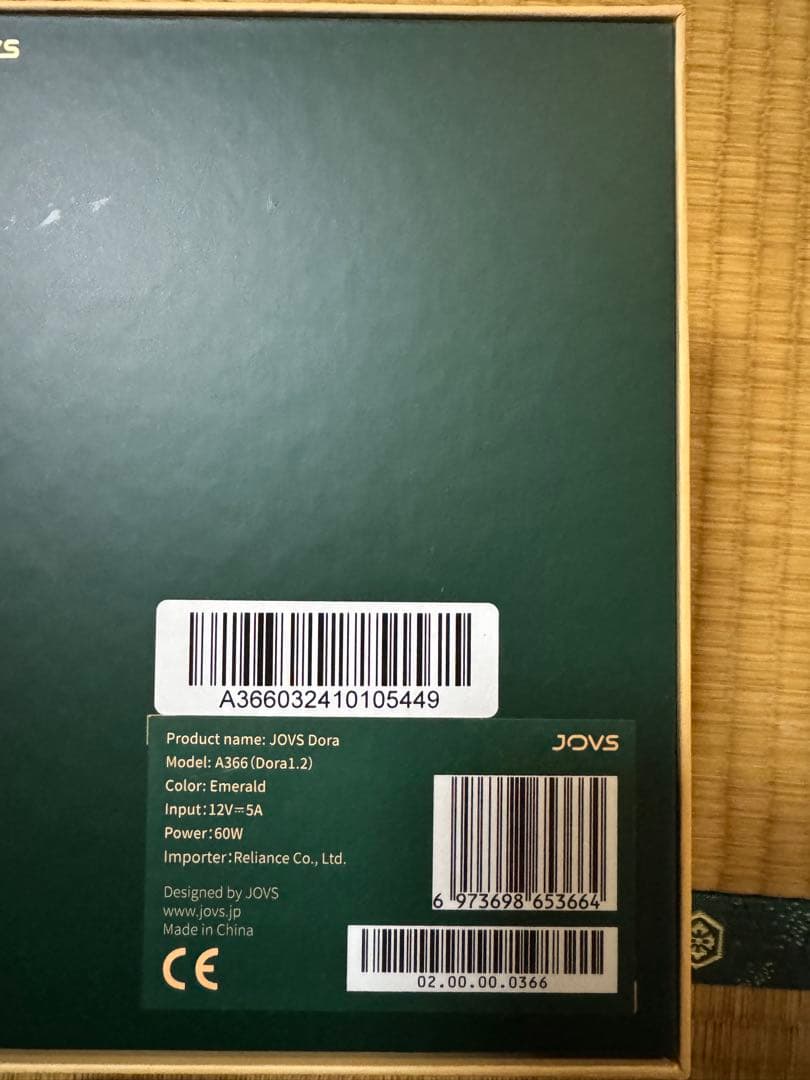 A366032410105449
Product name: JOVS Dora
JOVS
Model: A366(Dora1.2)
Color: Emerald
Input:12V⎓5A
Power:60W
Importer:Reliance Co., Ltd.
6 973698 653664
Designed by JOVS
www.jovs.jp
Made in China
CE
02.00.00.0366